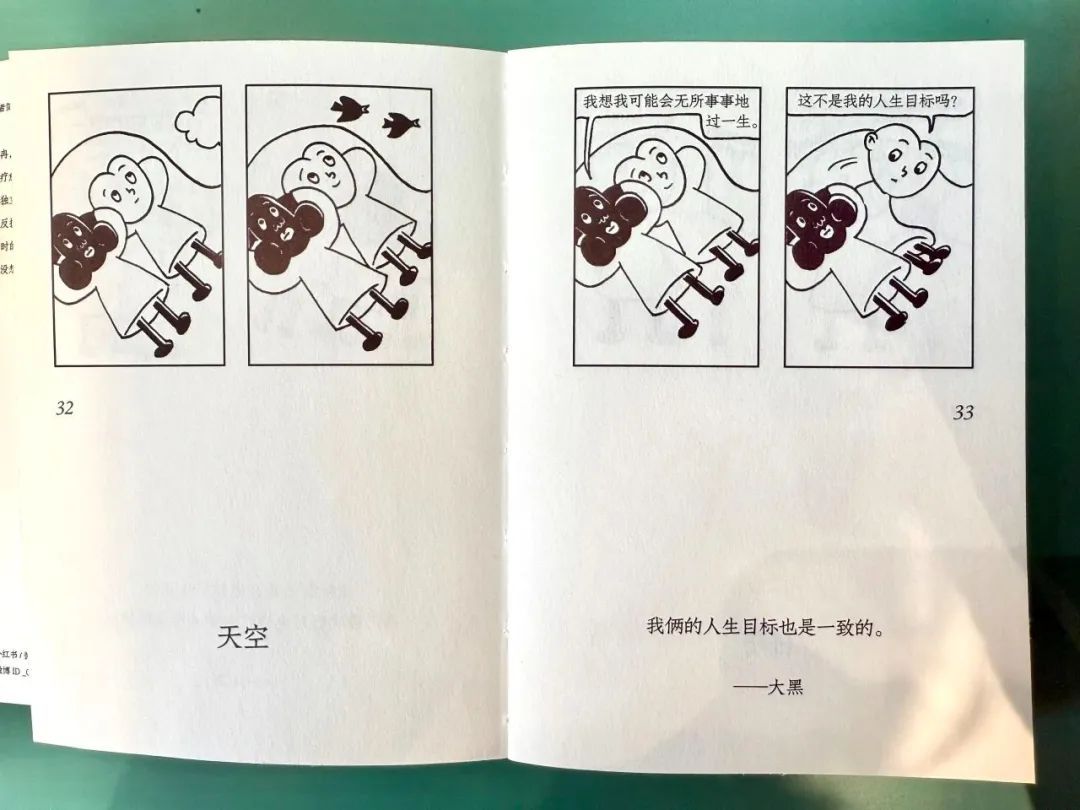 32
天空
我想我可能会无所事事地
过一生。
这不是我的人生目标吗？
33
我俩的人生目标也是一致的。
——大黑